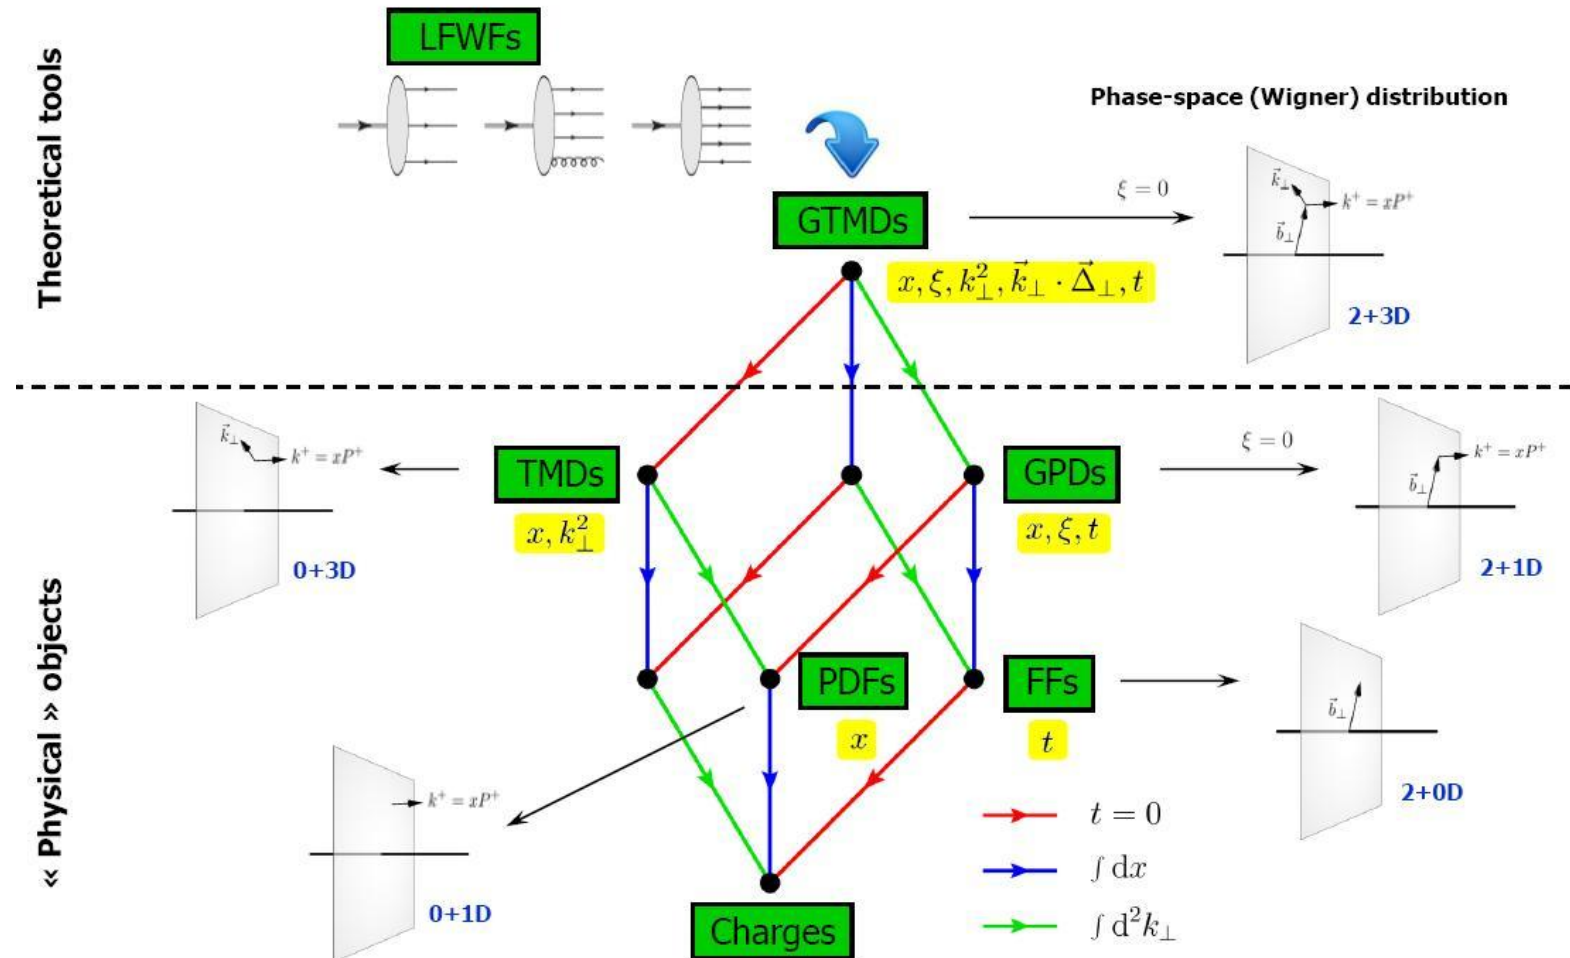 LFWFs
Theoretical tools
Phase-space (Wigner) distribution
GTMDs
ξ = 0
k⃗⊥
k⁺ = xP⁺
b⃗⊥
x, ξ, k²⊥, k⃗⊥ · Δ⃗⊥, t
2+3D
k⃗⊥
k⁺ = xP⁺
0+3D
TMDs
x, k²⊥
GPDs
x, ξ, t
ξ = 0
k⁺ = xP⁺
b⃗⊥
2+1D
« Physical » objects
PDFs
x
FFs
t
b⃗⊥
2+0D
k⁺ = xP⁺
0+1D
t = 0
∫ dx
∫ d²k⊥
Charges